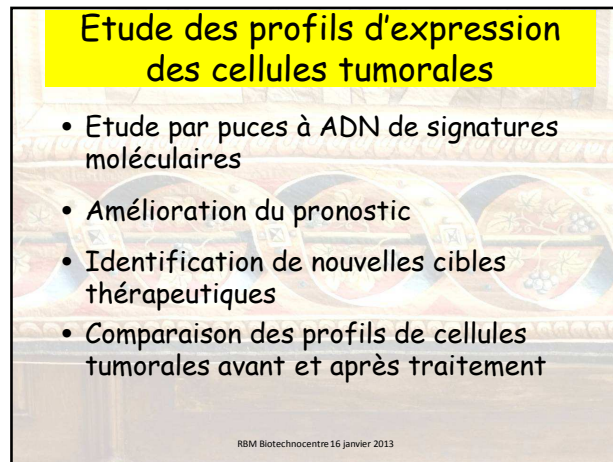 Etude des profils d'expression
des cellules tumorales
• Etude par puces à ADN de signatures
moléculaires
• Amélioration du pronostic
• Identification de nouvelles cibles
thérapeutiques
• Comparaison des profils de cellules
tumorales avant et après traitement
RBM Biotechnocentre 16 janvier 2013